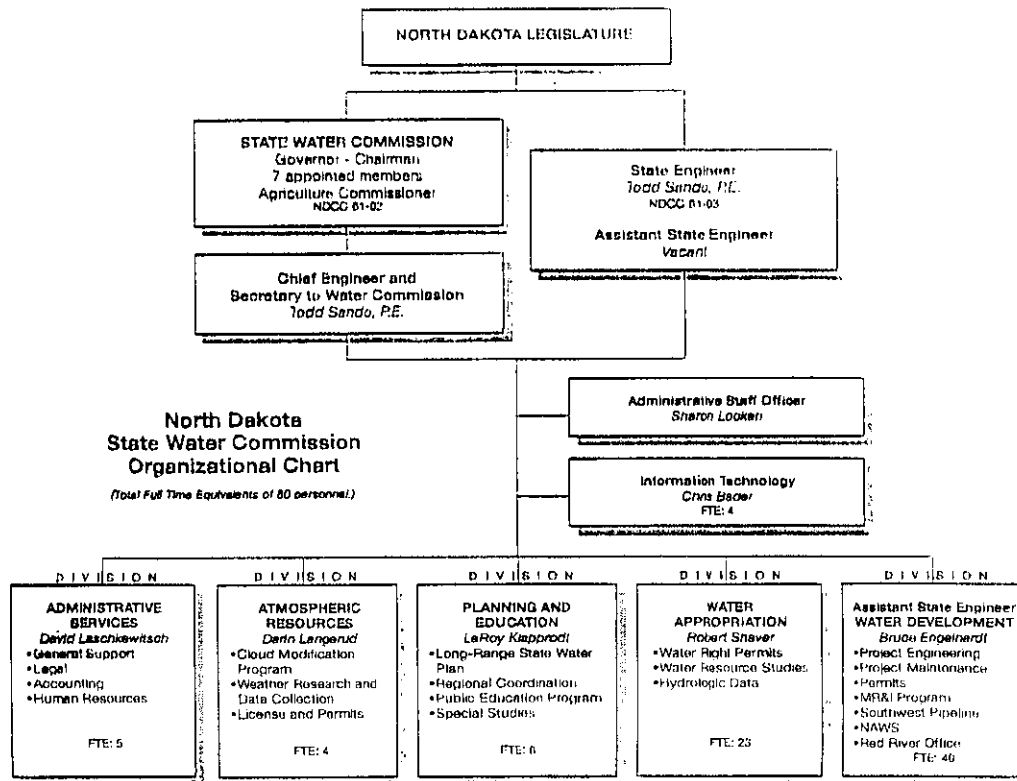 NORTH DAKOTA LEGISLATURE
STATE WATER COMMISSION
Governor - Chairman
7 appointed members
Agriculture Commissioner
NDCC 61-02
State Engineer
Todd Sando, P.E.
NDCC 61-03
Assistant State Engineer
Vacant
Chief Engineer and
Secretary to Water Commission
Todd Sando, P.E.
North Dakota
State Water Commission
Organizational Chart
(Total Full Time Equivalents of 80 personnel.)
Administrative Staff Officer
Sharon Locken
Information Technology
Chris Bader
FTE: 4
DIVISION
ADMINISTRATIVE
SERVICES
David Laschkewitsch
•General Support
•Legal
•Accounting
•Human Resources
FTE: 5
DIVISION
ATMOSPHERIC
RESOURCES
Darin Langerud
•Cloud Modification
Program
•Weather Research and
Data Collection
•License and Permits
FTE: 4
DIVISION
PLANNING AND
EDUCATION
LeRoy Klapprodt
•Long-Range State Water
Plan
•Regional Coordination
•Public Education Program
•Special Studies
FTE:
DIVISION
WATER
APPROPRIATION
Robert Shaver
•Water Right Permits
•Water Resource Studies
•Hydrologic Data
FTE: 23
DIVISION
Assistant State Engineer
WATER DEVELOPMENT
Bruce Engelhardt
•Project Engineering
•Project Maintenance
•Permits
•MR&I Program
•Southwest Pipeline
•NAWS
•Red River Office
FTE: 40